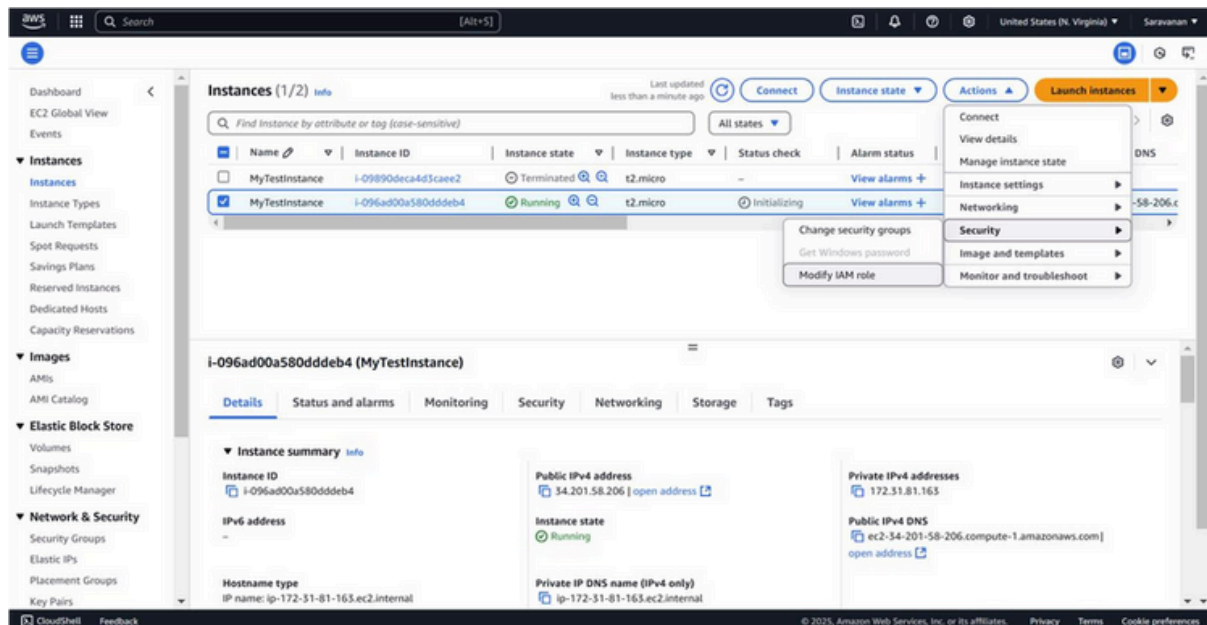 aws
Search [Alt+S] United States (N. Virginia) Saravanan
Dashboard
EC2 Global View
Events
Instances
Instances
Instance Types
Launch Templates
Spot Requests
Savings Plans
Reserved Instances
Dedicated Hosts
Capacity Reservations
Images
AMIs
AMI Catalog
Elastic Block Store
Volumes
Snapshots
Lifecycle Manager
Network & Security
Security Groups
Elastic IPs
Placement Groups
Key Pairs
Instances (1/2) Info
Last updated
less than a minute ago
Connect Instance state Actions Launch instances
Find Instance by attribute or tag (case-sensitive) All states
Name Instance ID Instance state Instance type Status check Alarm status DNS
MyTestInstance i-09890deca4d3caee2 Terminated t2.micro – View alarms +
MyTestInstance i-096ad00a580dddeb4 Running t2.micro Initializing View alarms + -58-206.c
Connect
View details
Manage instance state
Instance settings
Networking
Security
Image and templates
Monitor and troubleshoot
Change security groups
Get Windows password
Modify IAM role
i-096ad00a580dddeb4 (MyTestInstance)
Details Status and alarms Monitoring Security Networking Storage Tags
Instance summary Info
Instance ID
i-096ad00a580dddeb4
Public IPv4 address
34.201.58.206 | open address
Private IPv4 addresses
172.31.81.163
IPv6 address
–
Instance state
Running
Public IPv4 DNS
ec2-34-201-58-206.compute-1.amazonaws.com |
open address
Hostname type
IP name: ip-172-31-81-163.ec2.internal
Private IP DNS name (IPv4 only)
ip-172-31-81-163.ec2.internal
CloudShell Feedback © 2025, Amazon Web Services, Inc. or its affiliates. Privacy Terms Cookie preferences